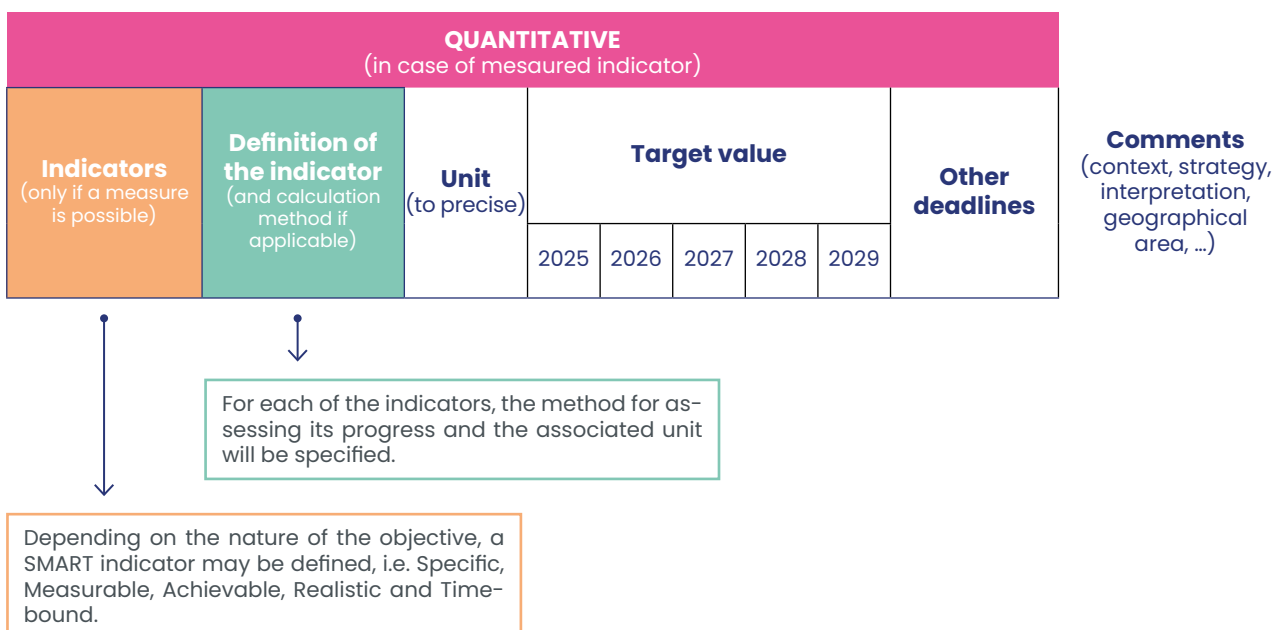 QUANTITATIVE
(in case of mesaured indicator)
Indicators
(only if a measure
is possible)
Definition of
the indicator
(and calculation
method if
applicable)
Unit
(to precise)
Target value
2025 2026 2027 2028 2029
Other
deadlines
Comments
(context, strategy,
interpretation,
geographical
area, ...)
For each of the indicators, the method for as-
sessing its progress and the associated unit
will be specified.
Depending on the nature of the objective, a
SMART indicator may be defined, i.e. Specific,
Measurable, Achievable, Realistic and Time-
bound.